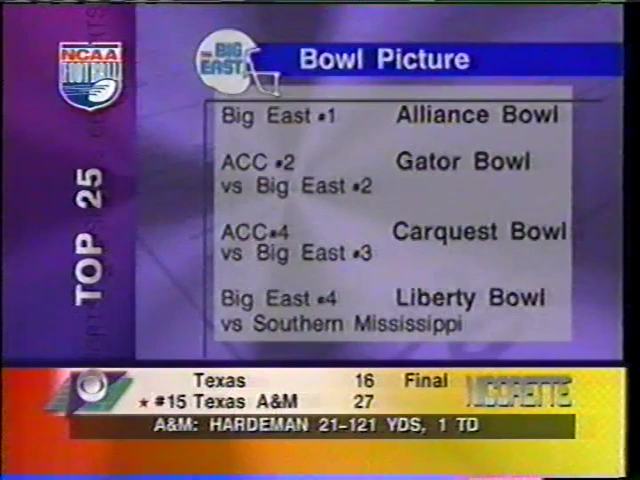 NCAA
FOOTBALL
THE BIG
EAST
Bowl Picture
TOP 25
Big East #1 Alliance Bowl
ACC #2 Gator Bowl
vs Big East #2
ACC #4 Carquest Bowl
vs Big East #3
Big East #4 Liberty Bowl
vs Southern Mississippi
Texas 16 Final
#15 Texas A&M 27
NICORETTE
A&M: HARDEMAN 21-121 YDS, 1 TD